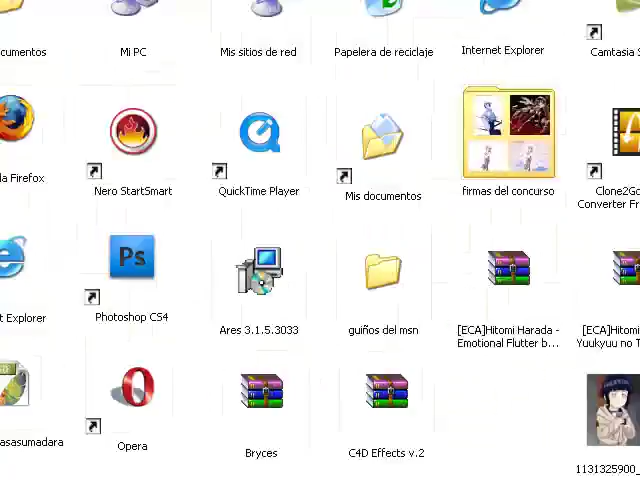 cumentos
Mi PC
Mis sitios de red
Papelera de reciclaje
Internet Explorer
Camtasia S
la Firefox
Nero StartSmart
QuickTime Player
Mis documentos
firmas del concurso
Clone2Go
Converter Fr
Ps
t Explorer
Photoshop CS4
Ares 3.1.5.3033
guiños del msn
[ECA]Hitomi Harada -
Emotional Flutter b...
[ECA]Hitomi
Yuukyuu no T
asasumadara
Opera
Bryces
C4D Effects v.2
1131325900_